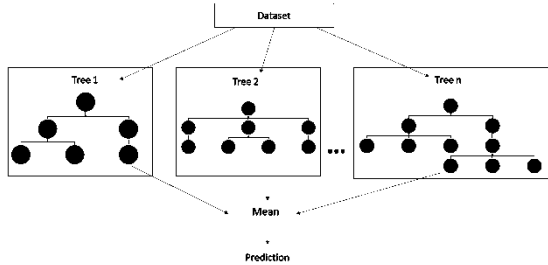 Dataset
Tree 1
Tree 2
Tree n
...
Mean
Prediction